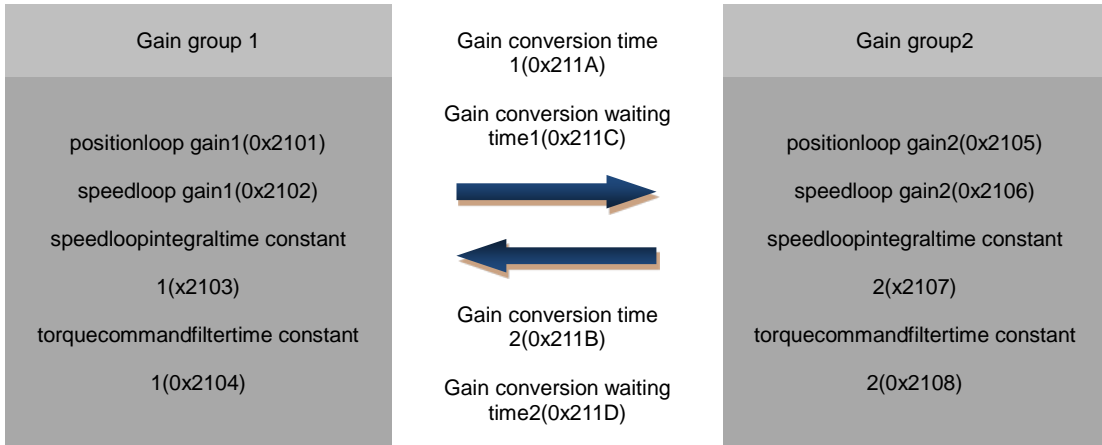 Gain group 1
positionloop gain1(0x2101)
speedloop gain1(0x2102)
speedloopintegraltime constant
1(x2103)
torquecommandfiltertime constant
1(0x2104)
Gain conversion time
1(0x211A)
Gain conversion waiting
time1(0x211C)
Gain conversion time
2(0x211B)
Gain conversion waiting
time2(0x211D)
Gain group2
positionloop gain2(0x2105)
speedloop gain2(0x2106)
speedloopintegraltime constant
2(x2107)
torquecommandfiltertime constant
2(0x2108)